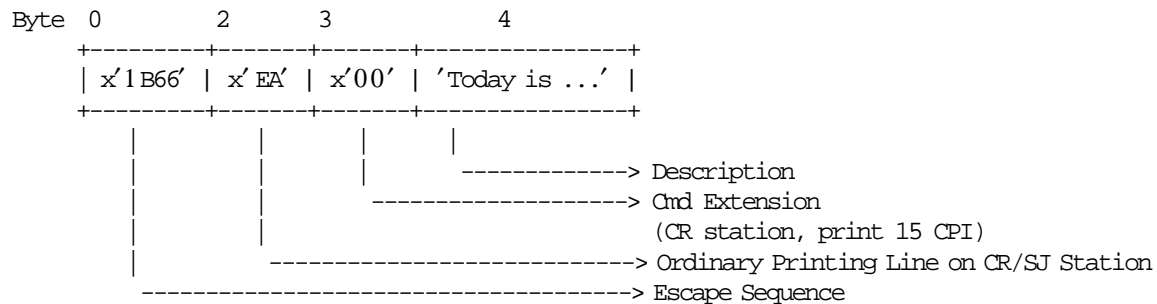 Byte 0 2 3 4
+---------+-------+-------+----------------+
| x'1B66' | x'EA' | x'00' | 'Today is ...' |
+---------+-------+-------+----------------+
| | | |
| | | -------------> Description
| | --------------------> Cmd Extension
| | (CR station, print 15 CPI)
| ----------------------------> Ordinary Printing Line on CR/SJ Station
-------------------------------------> Escape Sequence